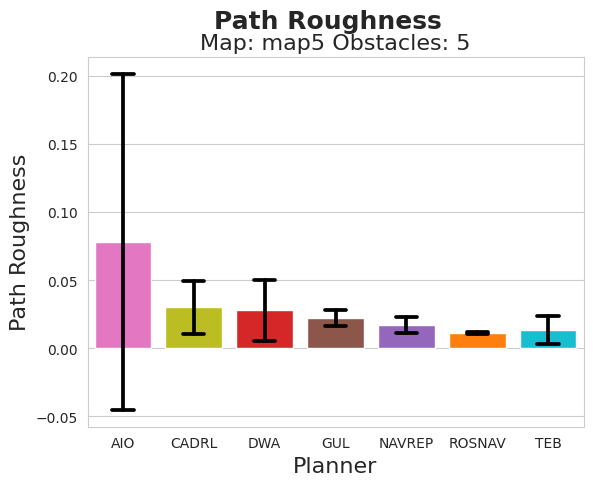 Path Roughness
Map: map5 Obstacles: 5
Path Roughness
0.20
0.15
0.10
0.05
0.00
−0.05
AIO CADRL DWA GUL NAVREP ROSNAV TEB
Planner